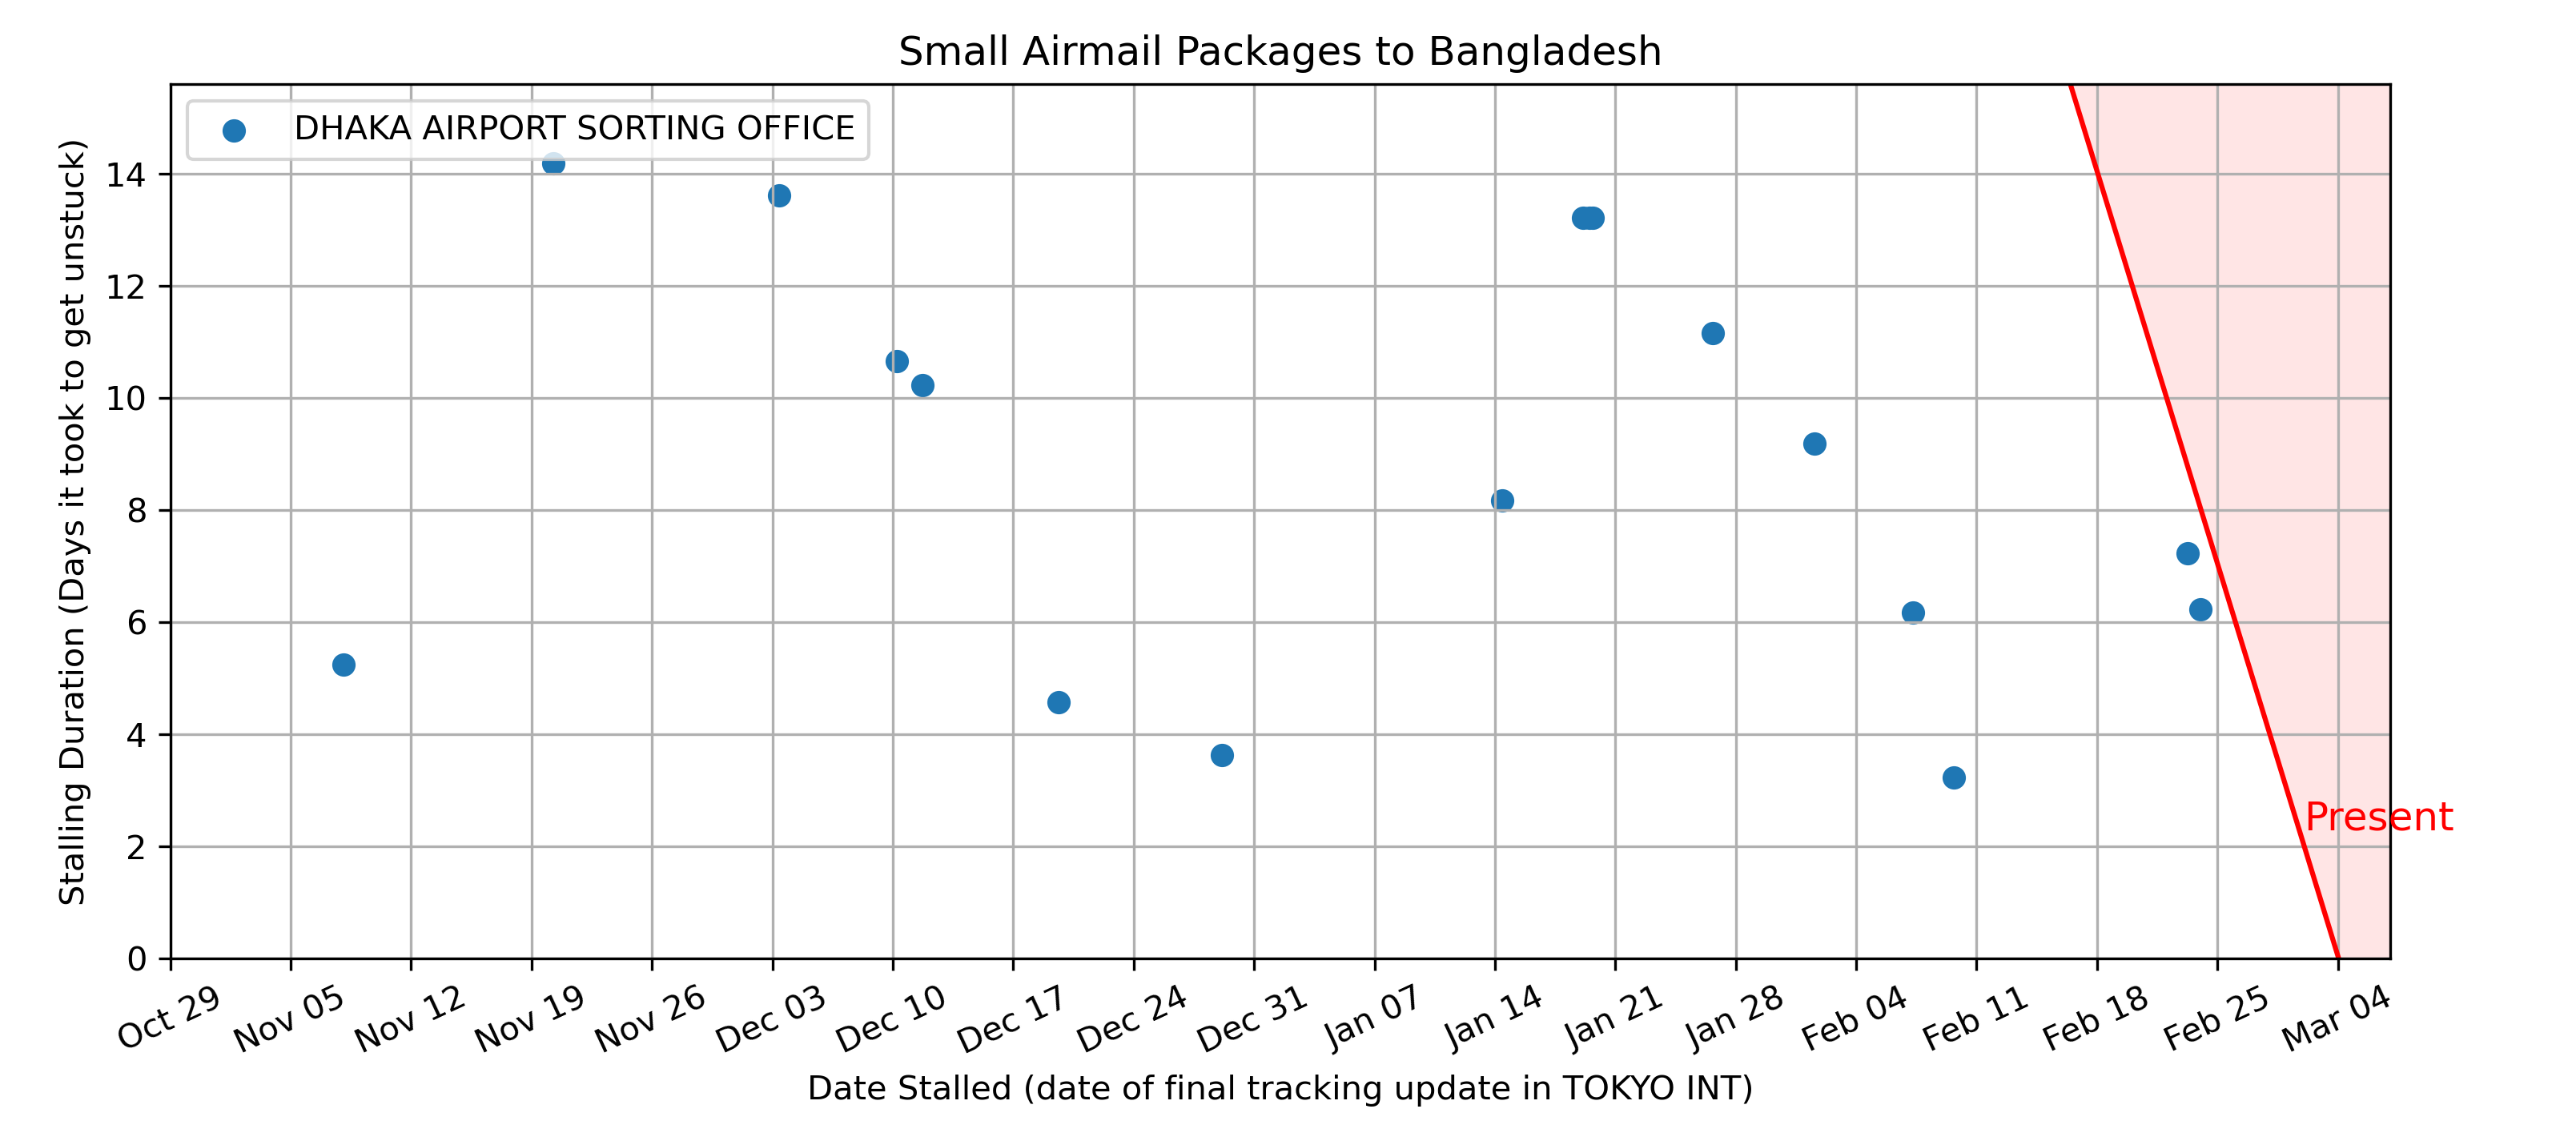 Small Airmail Packages to Bangladesh
DHAKA AIRPORT SORTING OFFICE
Stalling Duration (Days it took to get unstuck)
14
12
10
8
6
4
2
0
Present
Oct 29
Nov 05
Nov 12
Nov 19
Nov 26
Dec 03
Dec 10
Dec 17
Dec 24
Dec 31
Jan 07
Jan 14
Jan 21
Jan 28
Feb 04
Feb 11
Feb 18
Feb 25
Mar 04
Date Stalled (date of final tracking update in TOKYO INT)